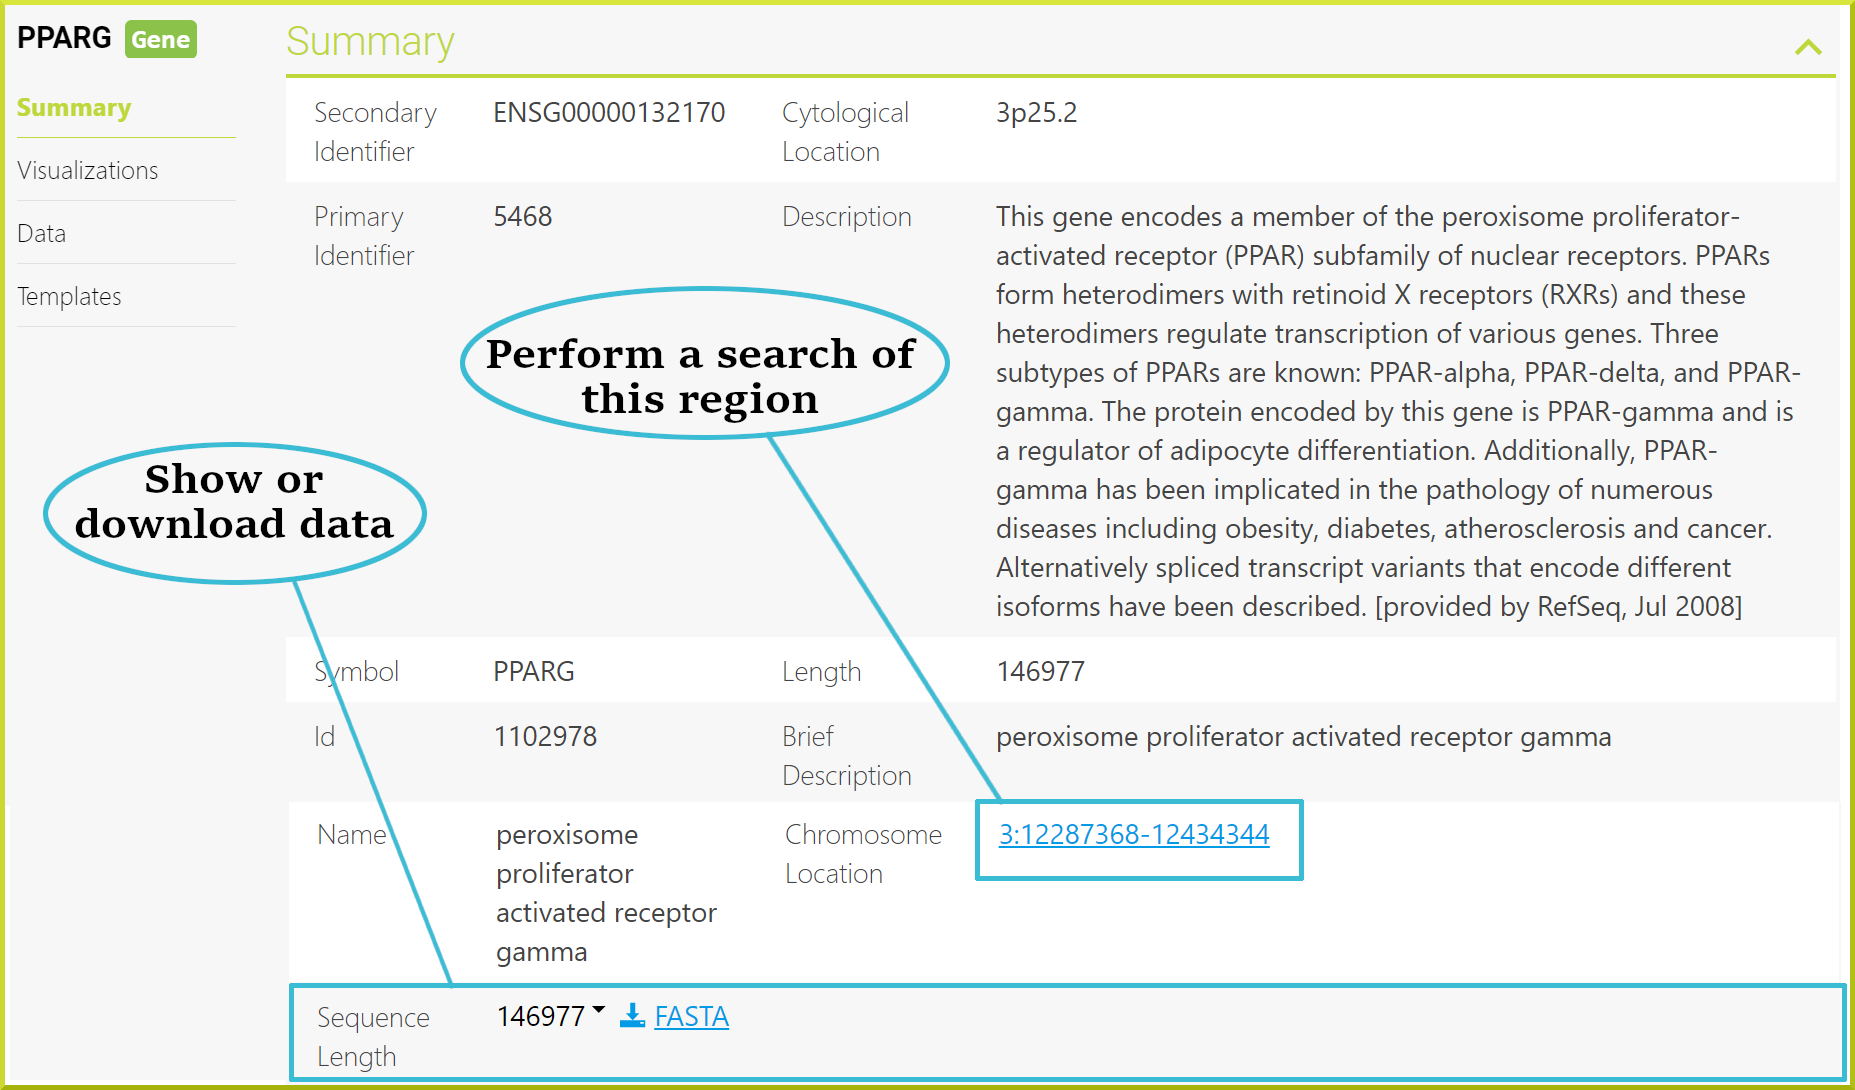 PPARG Gene
Summary
Visualizations
Data
Templates
Summary
Secondary
Identifier
ENSG00000132170
Cytological
Location
3p25.2
Primary
Identifier
5468
Description
This gene encodes a member of the peroxisome proliferator-
activated receptor (PPAR) subfamily of nuclear receptors. PPARs
form heterodimers with retinoid X receptors (RXRs) and these
heterodimers regulate transcription of various genes. Three
subtypes of PPARs are known: PPAR-alpha, PPAR-delta, and PPAR-
gamma. The protein encoded by this gene is PPAR-gamma and is
a regulator of adipocyte differentiation. Additionally, PPAR-
gamma has been implicated in the pathology of numerous
diseases including obesity, diabetes, atherosclerosis and cancer.
Alternatively spliced transcript variants that encode different
isoforms have been described. [provided by RefSeq, Jul 2008]
Perform a search of
this region
Show or
download data
Symbol
PPARG
Length
146977
Id
1102978
Brief
Description
peroxisome proliferator activated receptor gamma
Name
peroxisome
proliferator
activated receptor
gamma
Chromosome
Location
3:12287368-12434344
Sequence
Length
146977 FASTA